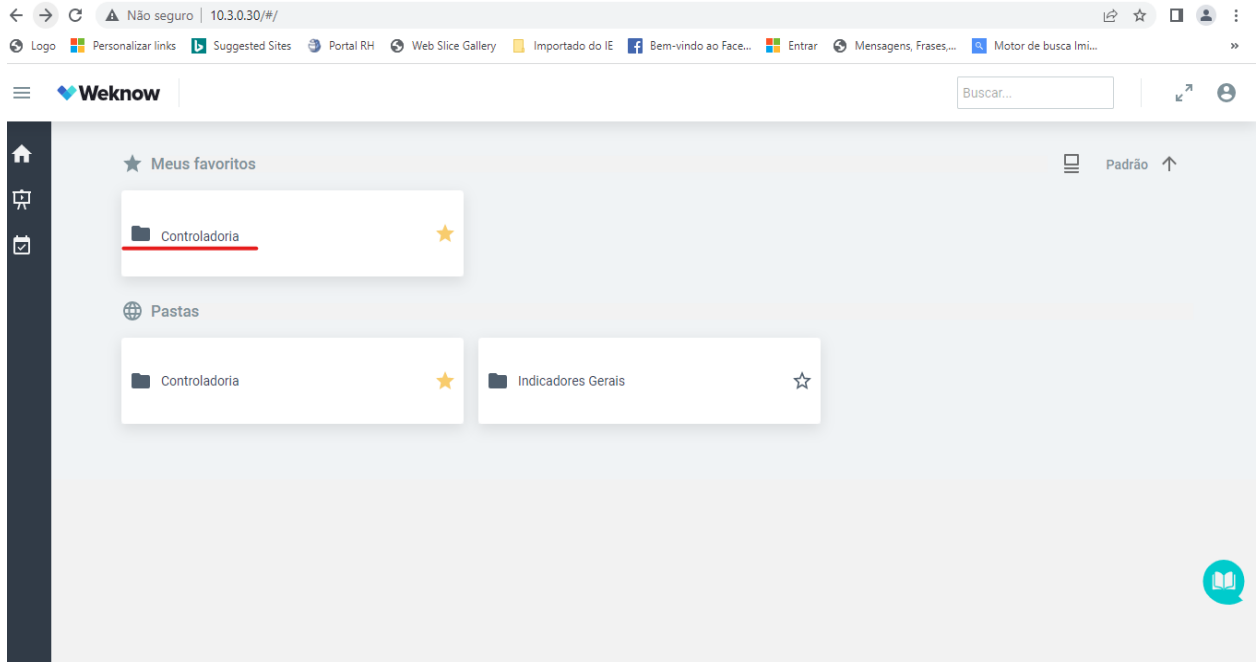 Não seguro | 10.3.0.30/#/
Logo Personalizar links Suggested Sites Portal RH Web Slice Gallery Importado do IE Bem-vindo ao Face... Entrar Mensagens, Frases,... Motor de busca Imi... »
Weknow Buscar...
Meus favoritos Padrão
Controladoria
Pastas
Controladoria Indicadores Gerais